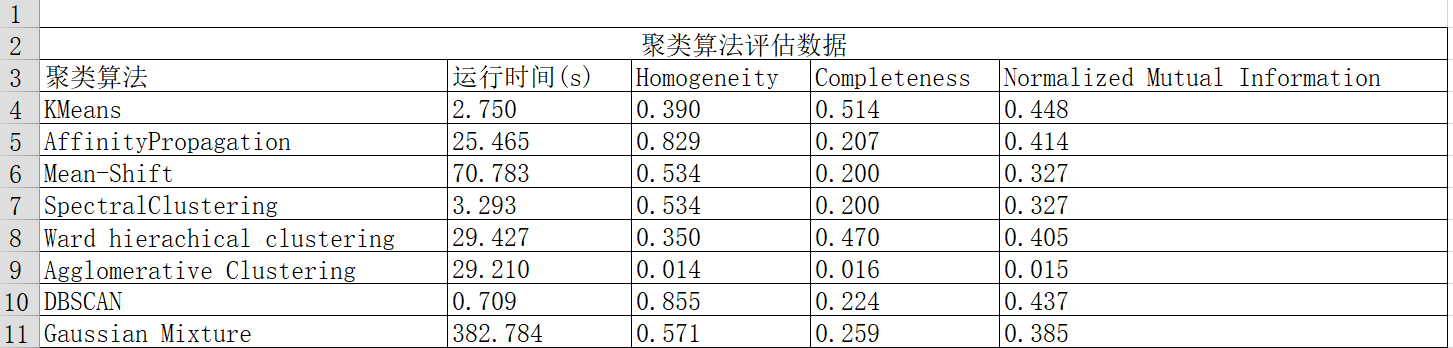 1
2 聚类算法评估数据
3 聚类算法 运行时间(s) Homogeneity Completeness Normalized Mutual Information
4 KMeans 2.750 0.390 0.514 0.448
5 AffinityPropagation 25.465 0.829 0.207 0.414
6 Mean-Shift 70.783 0.534 0.200 0.327
7 SpectralClustering 3.293 0.534 0.200 0.327
8 Ward hierachical clustering 29.427 0.350 0.470 0.405
9 Agglomerative Clustering 29.210 0.014 0.016 0.015
10 DBSCAN 0.709 0.855 0.224 0.437
11 Gaussian Mixture 382.784 0.571 0.259 0.385